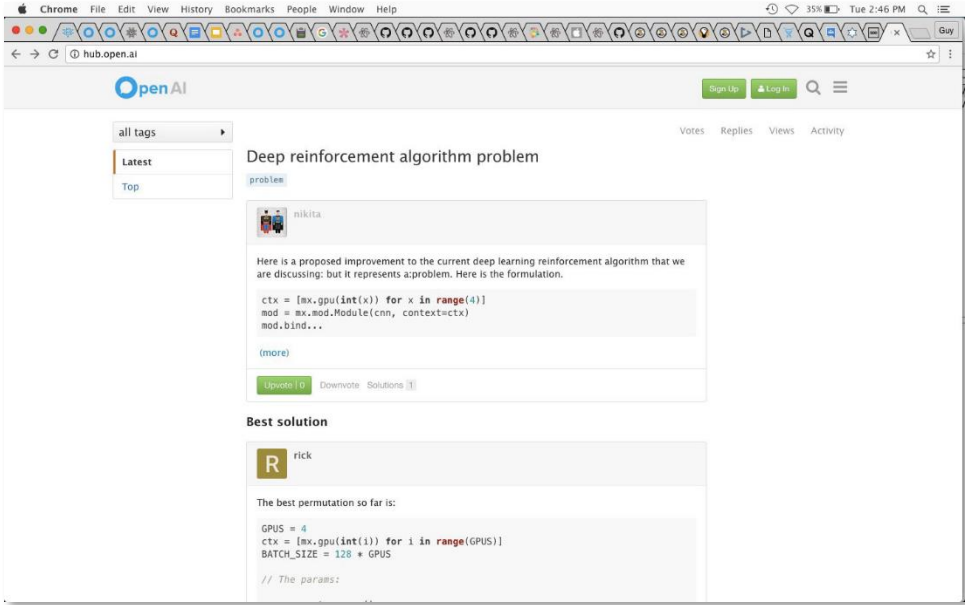 Chrome File Edit View History Bookmarks People Window Help
35% Tue 2:46 PM
Guy
hub.open.ai
Open AI
Sign Up Log In
all tags
Votes Replies Views Activity
Latest
Top
Deep reinforcement algorithm problem
problem
nikita
Here is a proposed improvement to the current deep learning reinforcement algorithm that we
are discussing: but it represents a:problem. Here is the formulation.
ctx = [mx.gpu(int(x)) for x in range(4)]
mod = mx.mod.Module(cnn, context=ctx)
mod.bind...
(more)
Upvote | 0 Downvote Solutions 1
Best solution
R rick
The best permutation so far is:
GPUS = 4
ctx = [mx.gpu(int(i)) for i in range(GPUS)]
BATCH_SIZE = 128 * GPUS
// The params: